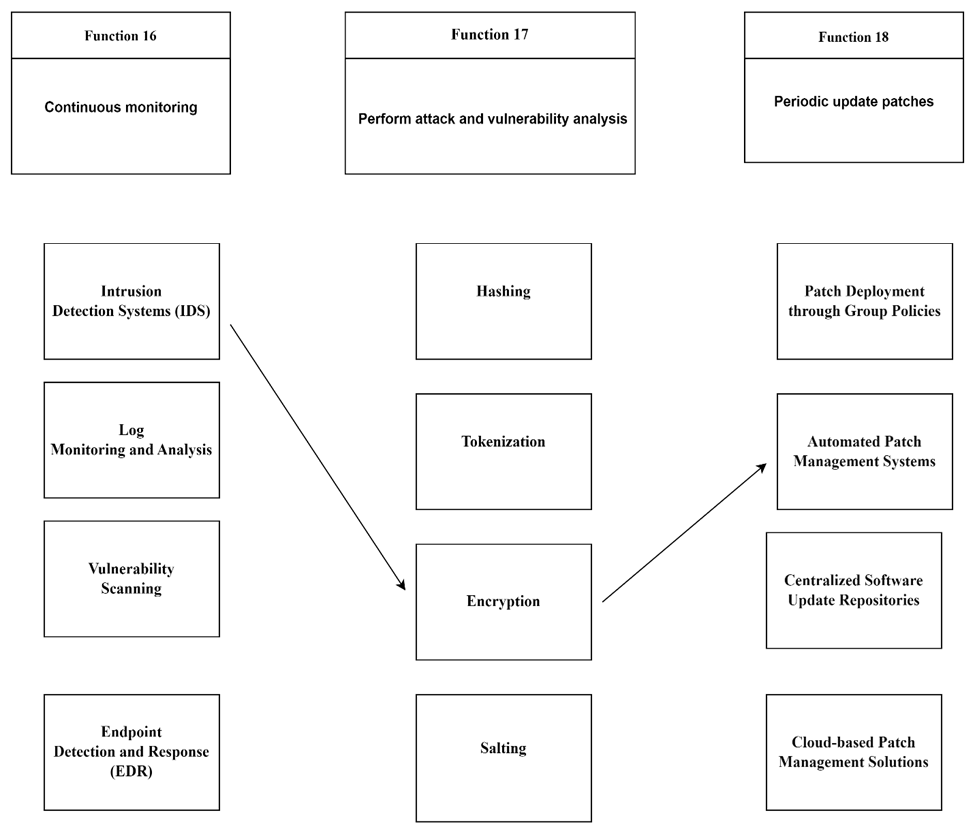 Function 16
Continuous monitoring
Function 17
Perform attack and vulnerability analysis
Function 18
Periodic update patches
Intrusion
Detection Systems (IDS)
Log
Monitoring and Analysis
Vulnerability
Scanning
Endpoint
Detection and Response
(EDR)
Hashing
Tokenization
Encryption
Salting
Patch Deployment
through Group Policies
Automated Patch
Management Systems
Centralized Software
Update Repositories
Cloud-based Patch
Management Solutions